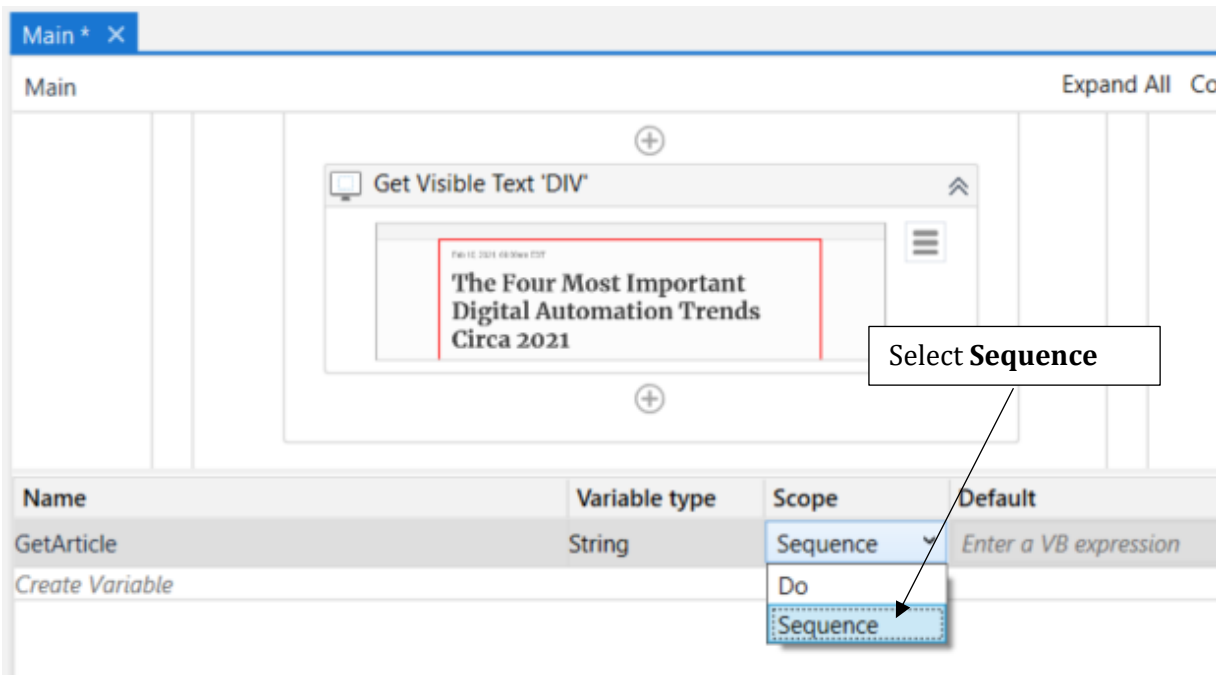 Main *
Main
Expand All Co
Get Visible Text 'DIV'
The Four Most Important
Digital Automation Trends
Circa 2021
Select Sequence
Name Variable type Scope Default
GetArticle String Sequence Enter a VB expression
Create Variable
Do
Sequence